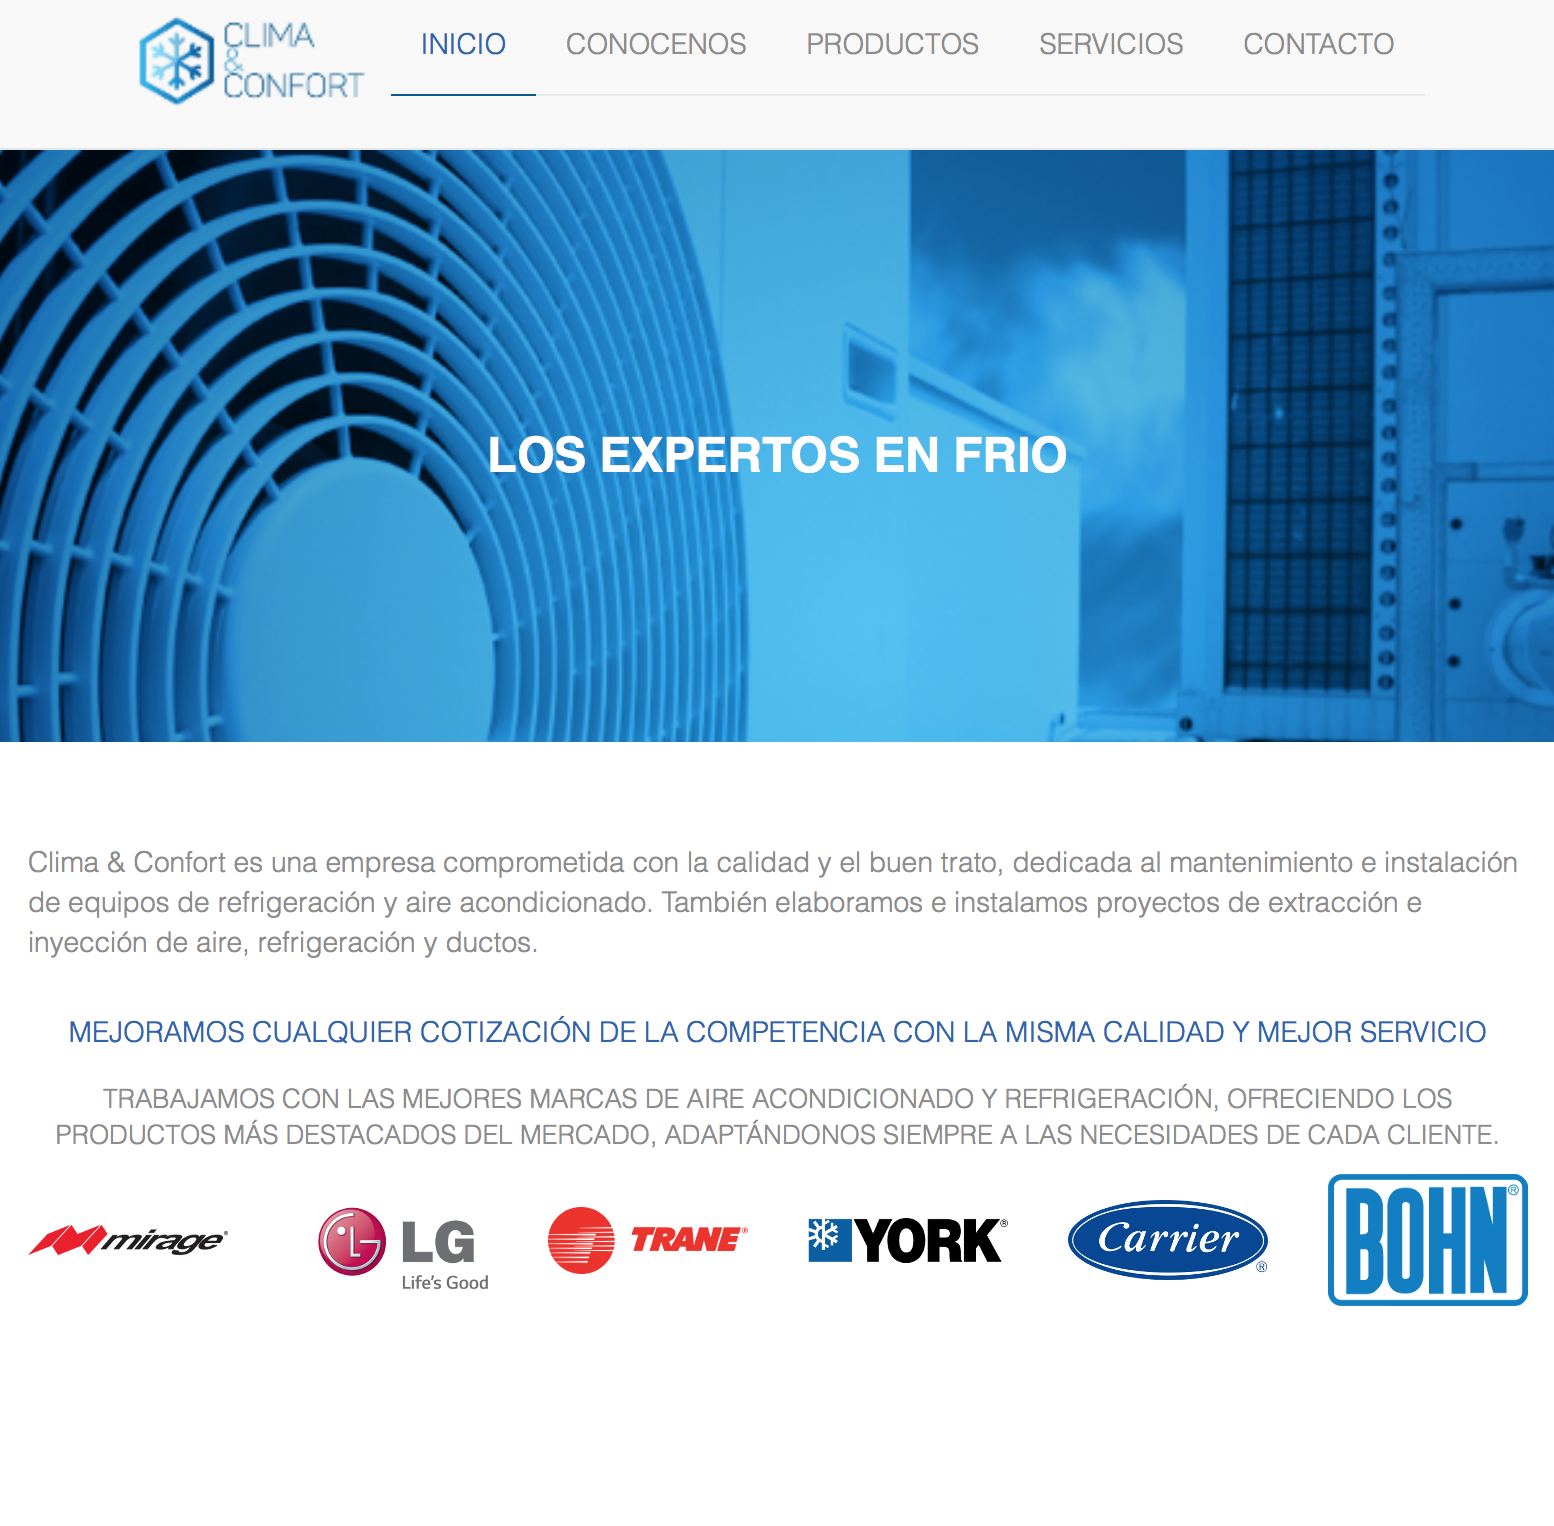 CLIMA
&
CONFORT
INICIO CONOCENOS PRODUCTOS SERVICIOS CONTACTO
LOS EXPERTOS EN FRIO
Clima & Confort es una empresa comprometida con la calidad y el buen trato, dedicada al mantenimiento e instalación
de equipos de refrigeración y aire acondicionado. También elaboramos e instalamos proyectos de extracción e
inyección de aire, refrigeración y ductos.
MEJORAMOS CUALQUIER COTIZACIÓN DE LA COMPETENCIA CON LA MISMA CALIDAD Y MEJOR SERVICIO
TRABAJAMOS CON LAS MEJORES MARCAS DE AIRE ACONDICIONADO Y REFRIGERACIÓN, OFRECIENDO LOS
PRODUCTOS MÁS DESTACADOS DEL MERCADO, ADAPTÁNDONOS SIEMPRE A LAS NECESIDADES DE CADA CLIENTE.
mirage®
LG
Life's Good
TRANE®
YORK®
Carrier®
BOHN®